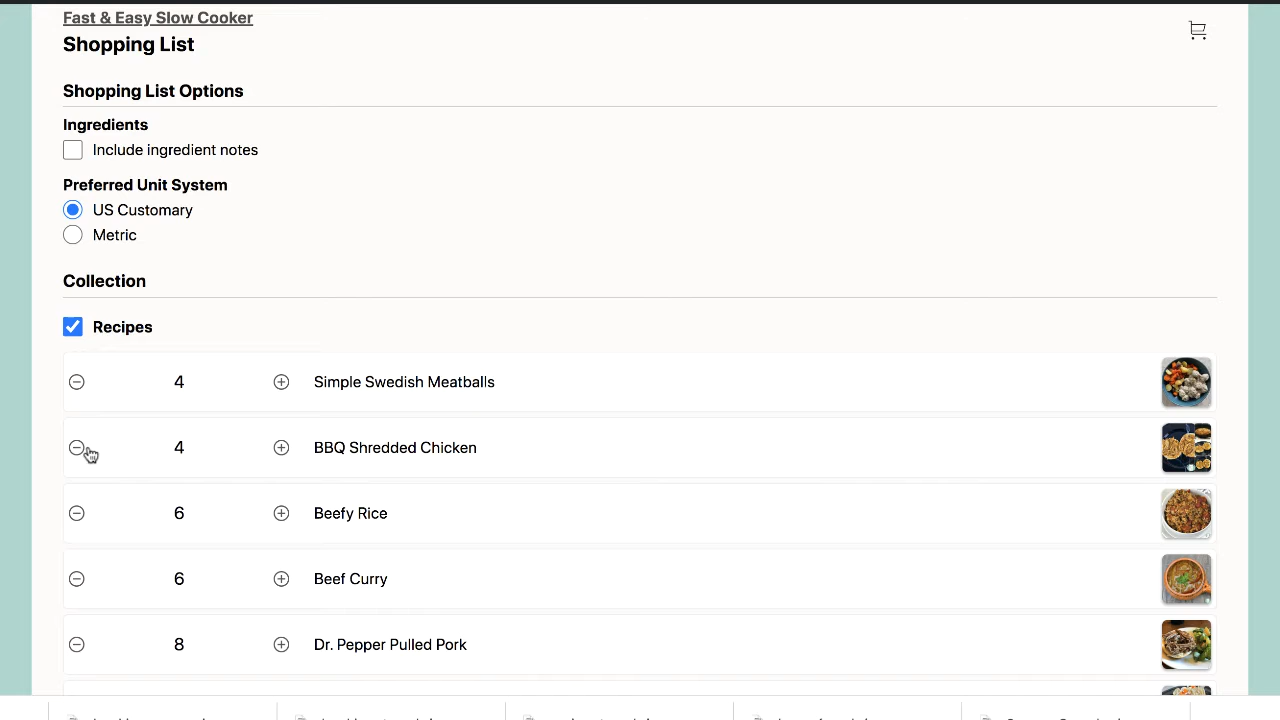 Fast & Easy Slow Cooker
Shopping List
Shopping List Options
Ingredients
Include ingredient notes
Preferred Unit System
US Customary
Metric
Collection
Recipes
4 Simple Swedish Meatballs
4 BBQ Shredded Chicken
6 Beefy Rice
6 Beef Curry
8 Dr. Pepper Pulled Pork